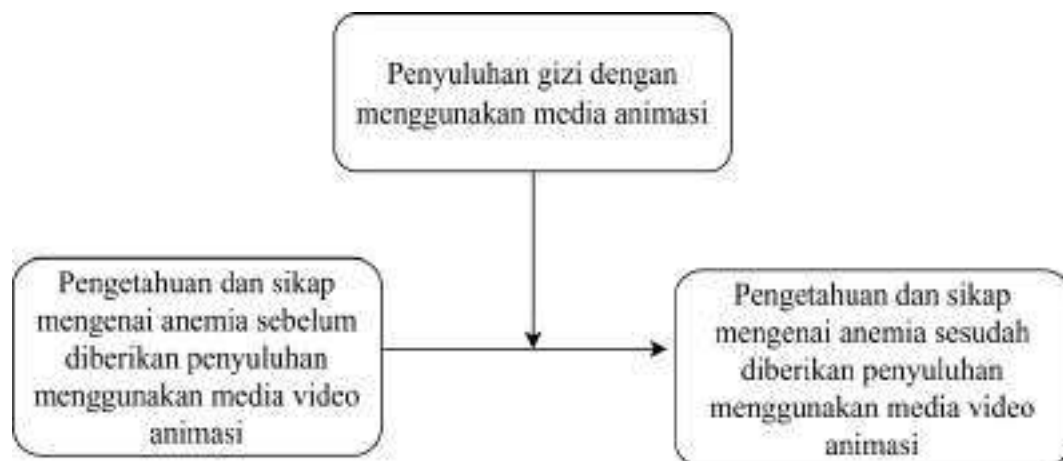 Penyuluhan gizi dengan
menggunakan media animasi
Pengetahuan dan sikap
mengenai anemia sebelum
diberikan penyuluhan
menggunakan media video
animasi
Pengetahuan dan sikap
mengenai anemia sesudah
diberikan penyuluhan
menggunakan media video
animasi